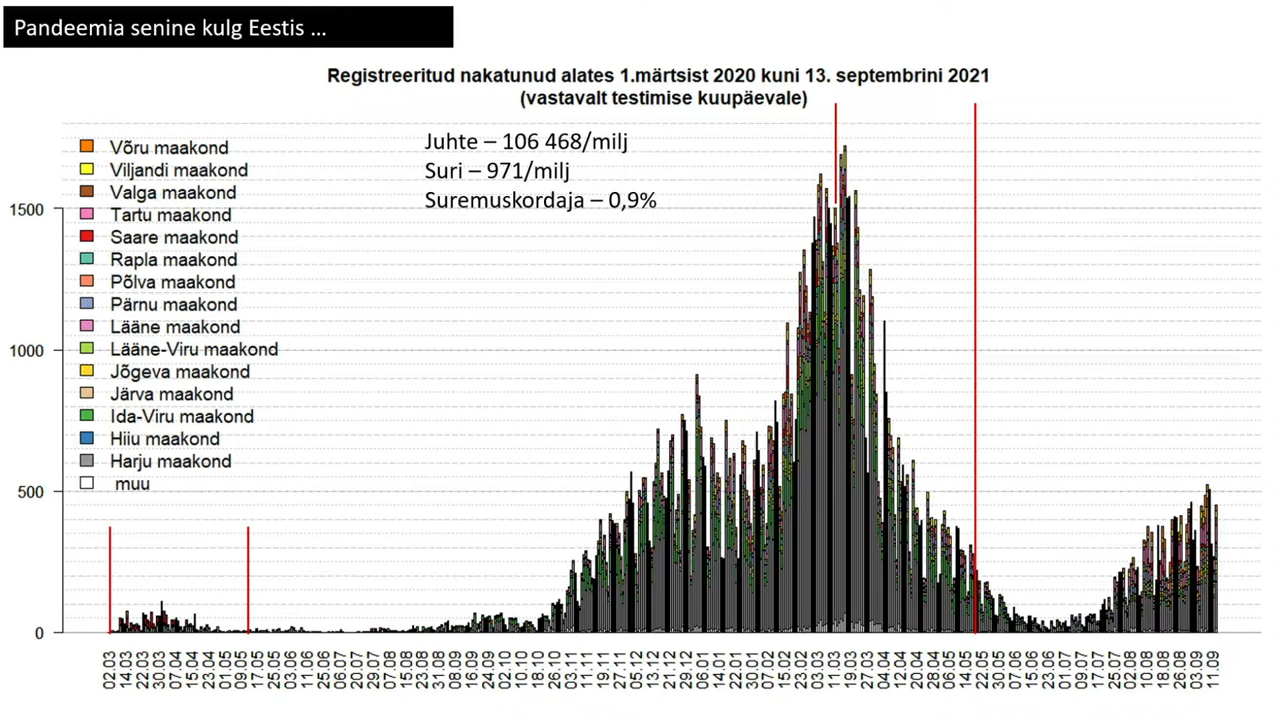 Pandeemia senine kulg Eestis ...
Registreeritud nakatunud alates 1.märtsist 2020 kuni 13. septembrini 2021
(vastavalt testimise kuupäevale)
Juhte – 106 468/milj
Suri – 971/milj
Suremuskordaja – 0,9%
Võru maakond
Viljandi maakond
Valga maakond
Tartu maakond
Saare maakond
Rapla maakond
Põlva maakond
Pärnu maakond
Lääne maakond
Lääne-Viru maakond
Jõgeva maakond
Järva maakond
Ida-Viru maakond
Hiiu maakond
Harju maakond
muu
1500
1000
500
0
02.03 14.03 22.03 30.03 07.04 15.04 23.04 01.05 09.05 17.05 25.05 03.06 11.06 25.06 06.07 20.07 29.07 07.08 15.08 23.08 31.08 08.09 16.09 24.09 02.10 10.10 18.10 26.10 03.11 11.11 19.11 27.11 05.12 13.12 21.12 29.12 06.01 14.01 22.01 30.01 07.02 15.02 23.02 03.03 11.03 19.03 27.03 04.04 12.04 20.04 28.04 06.05 14.05 22.05 30.05 07.06 15.06 23.06 01.07 09.07 17.07 25.07 02.08 10.08 18.08 26.08 03.09 11.09